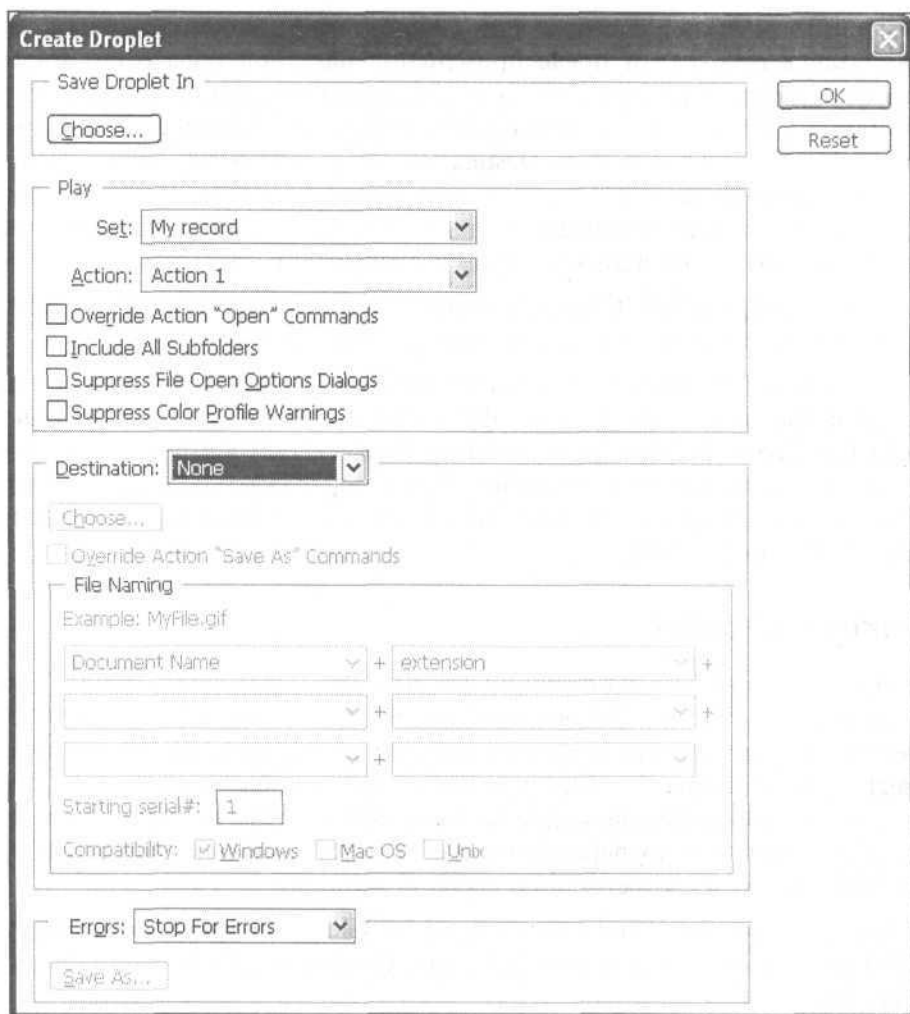 Create Droplet
Save Droplet In
Choose...
OK
Reset
Play
Set: My record
Action: Action 1
Override Action "Open" Commands
Include All Subfolders
Suppress File Open Options Dialogs
Suppress Color Profile Warnings
Destination: None
Choose...
Override Action "Save As" Commands
File Naming
Example: MyFile.gif
Document Name + extension +
+ +
+
Starting serial#: 1
Compatibility: Windows Mac OS Unix
Errors: Stop For Errors
Save As...